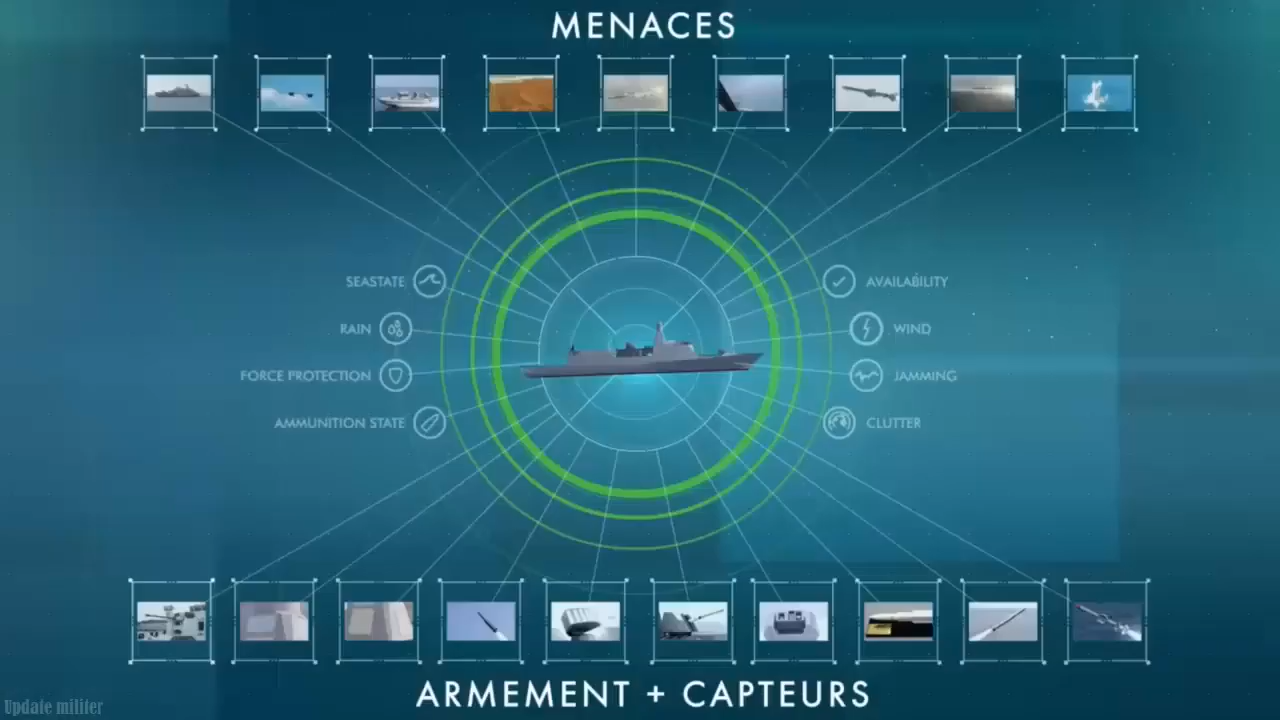 MENACES
SEASTATE
AVAILABILITY
RAIN
WIND
FORCE PROTECTION
JAMMING
AMMUNITION STATE
CLUTTER
ARMEMENT + CAPTEURS
Update militer